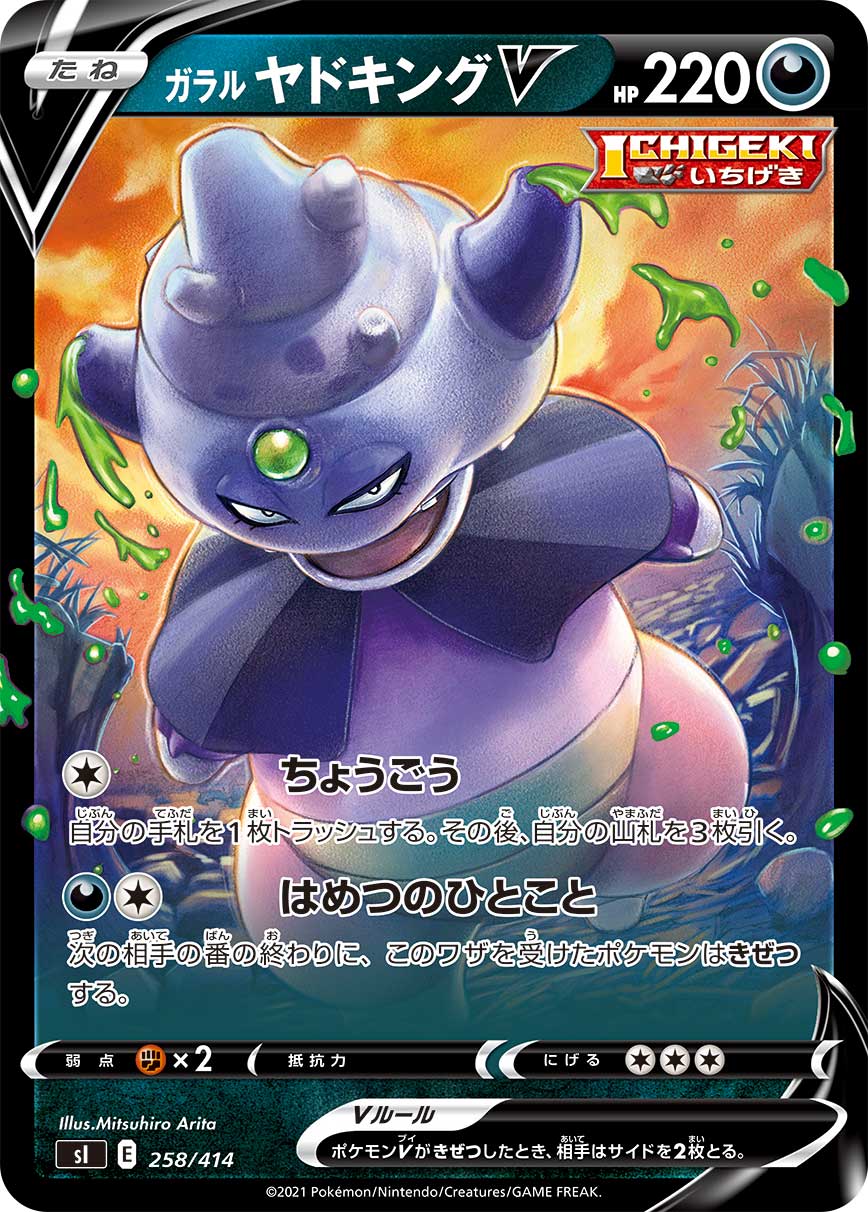 たね
ガラル ヤドキングV
HP 220
ICHIGEKI
いちげき
ちょうごう
自分の手札を1枚トラッシュする。その後、自分の山札を3枚引く。
はめつのひとこと
次の相手の番の終わりに、このワザを受けたポケモンはきぜつ
する。
弱点 ×2 抵抗力 にげる
Illus.Mitsuhiro Arita
Vルール
ポケモンVがきぜつしたとき、相手はサイドを2枚とる。
sI E 258/414
©2021 Pokémon/Nintendo/Creatures/GAME FREAK.